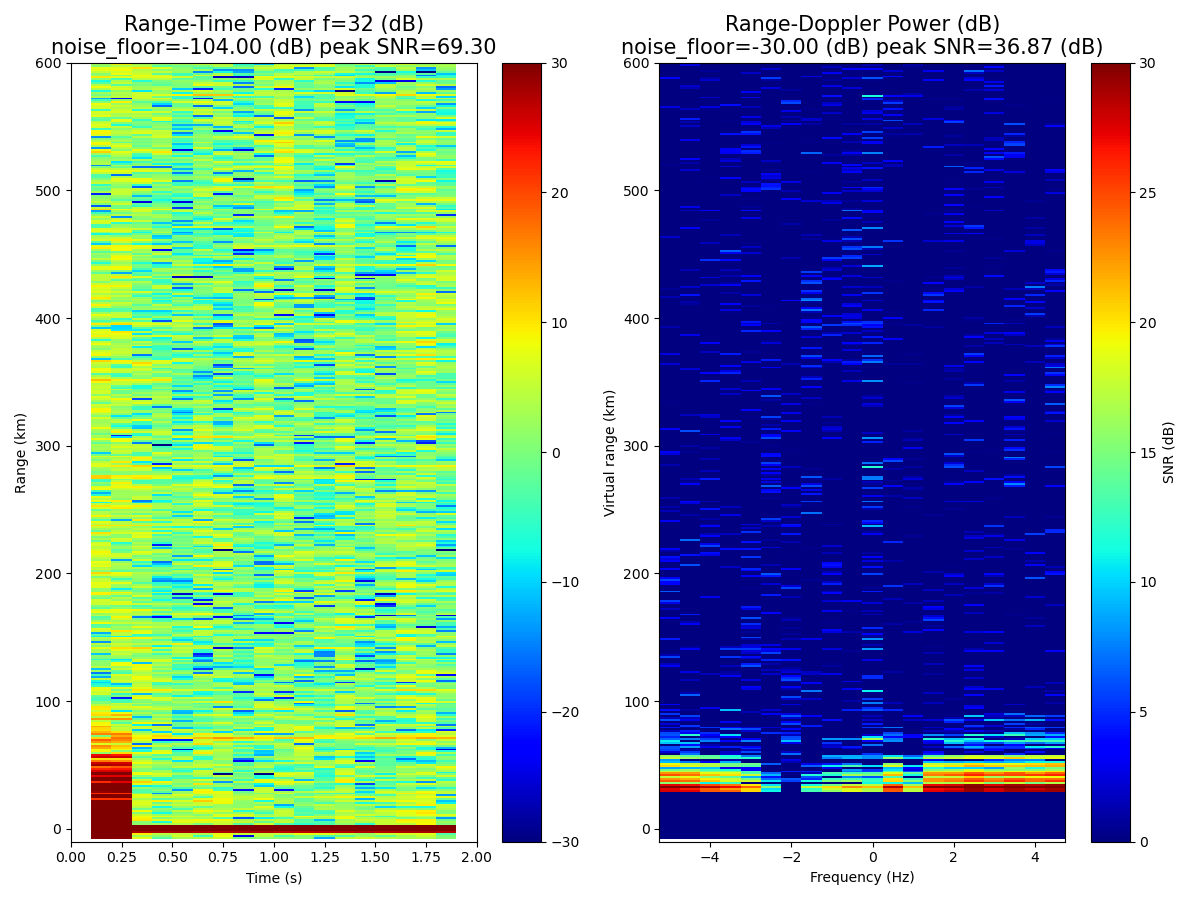 Range-Time Power f=32 (dB)
noise_floor=-104.00 (dB) peak SNR=69.30
Range-Doppler Power (dB)
noise_floor=-30.00 (dB) peak SNR=36.87 (dB)
600
500
400
300
200
100
0
Range (km)
0.00 0.25 0.50 0.75 1.00 1.25 1.50 1.75 2.00
Time (s)
30
20
10
0
−10
−20
−30
600
500
400
300
200
100
0
Virtual range (km)
−4 −2 0 2 4
Frequency (Hz)
30
25
20
15
10
5
0
SNR (dB)